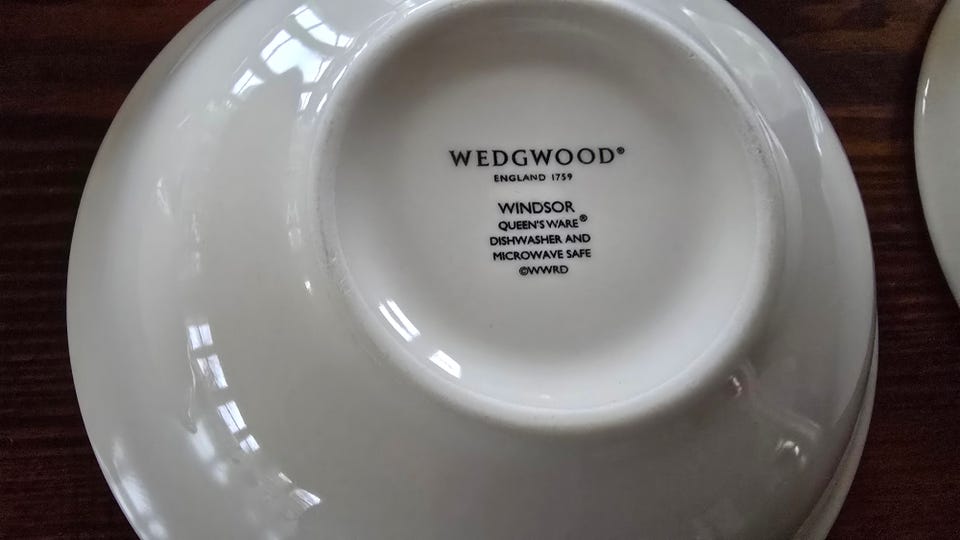 WEDGWOOD®
ENGLAND 1759
WINDSOR
QUEEN'S WARE®
DISHWASHER AND
MICROWAVE SAFE
©WWRD